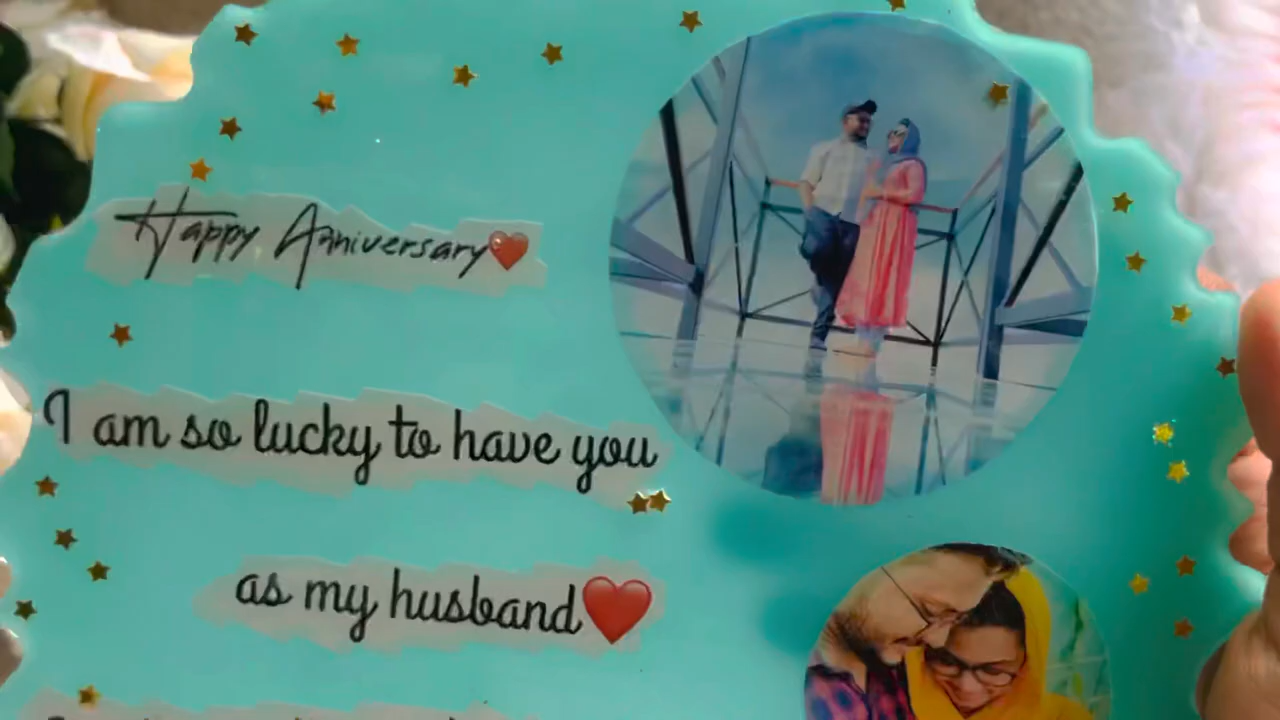 Happy Anniversary❤️
I am so lucky to have you
as my husband❤️